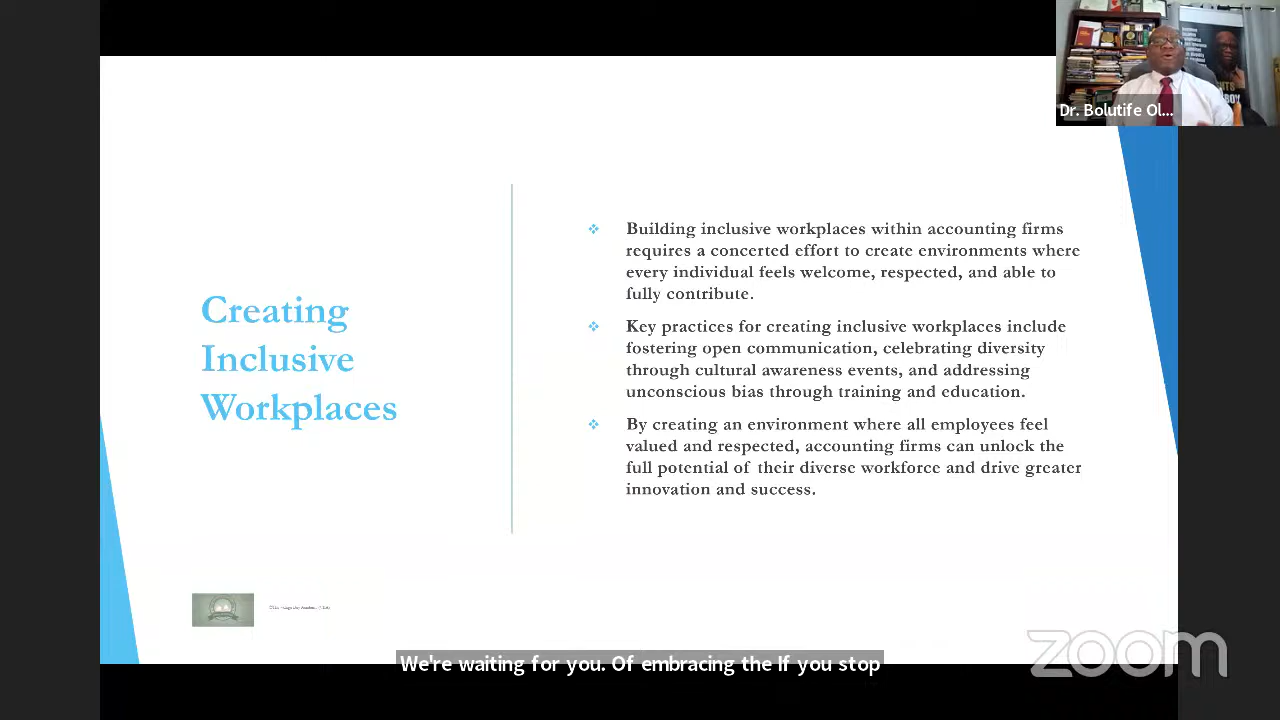 Dr. Bolutife Ol...
Creating
Inclusive
Workplaces
❖ Building inclusive workplaces within accounting firms
requires a concerted effort to create environments where
every individual feels welcome, respected, and able to
fully contribute.
❖ Key practices for creating inclusive workplaces include
fostering open communication, celebrating diversity
through cultural awareness events, and addressing
unconscious bias through training and education.
❖ By creating an environment where all employees feel
valued and respected, accounting firms can unlock the
full potential of their diverse workforce and drive greater
innovation and success.
We're waiting for you. Of embracing the If you stop
zoom